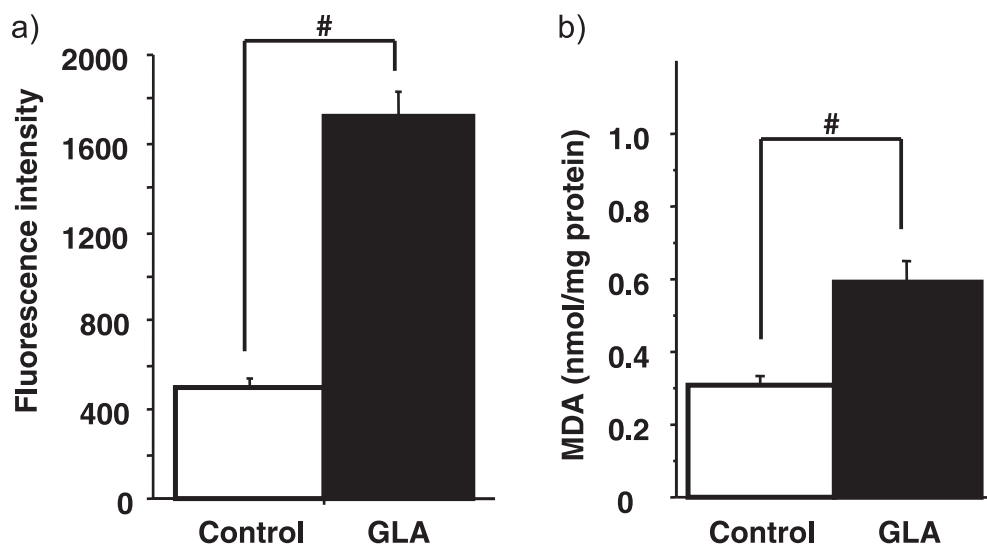 a)
#
2000
1600
1200
800
400
0
Fluorescence intensity
Control GLA
b)
#
1.0
0.8
0.6
0.4
0.2
0
MDA (nmol/mg protein)
Control GLA